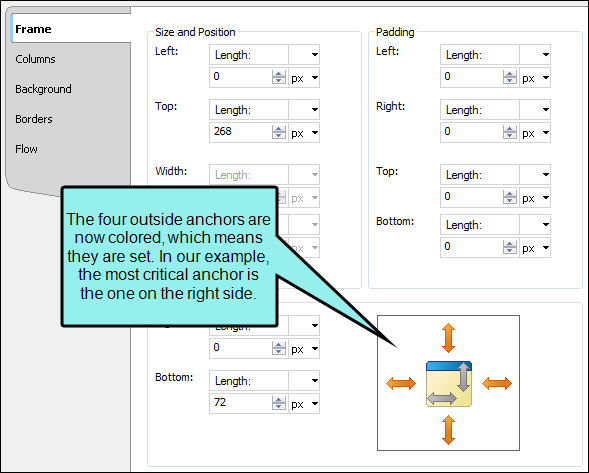 Frame
Columns
Background
Borders
Flow
Size and Position
Left:
Length:
0
px
Top:
Length:
268
px
Width:
Length:
px
The four outside anchors are
now colored, which means
they are set. In our example,
the most critical anchor is
the one on the right side.
0
px
Bottom:
Length:
72
px
Padding
Left:
Length:
0
px
Right:
Length:
0
px
Top:
Length:
0
px
Bottom:
Length:
0
px